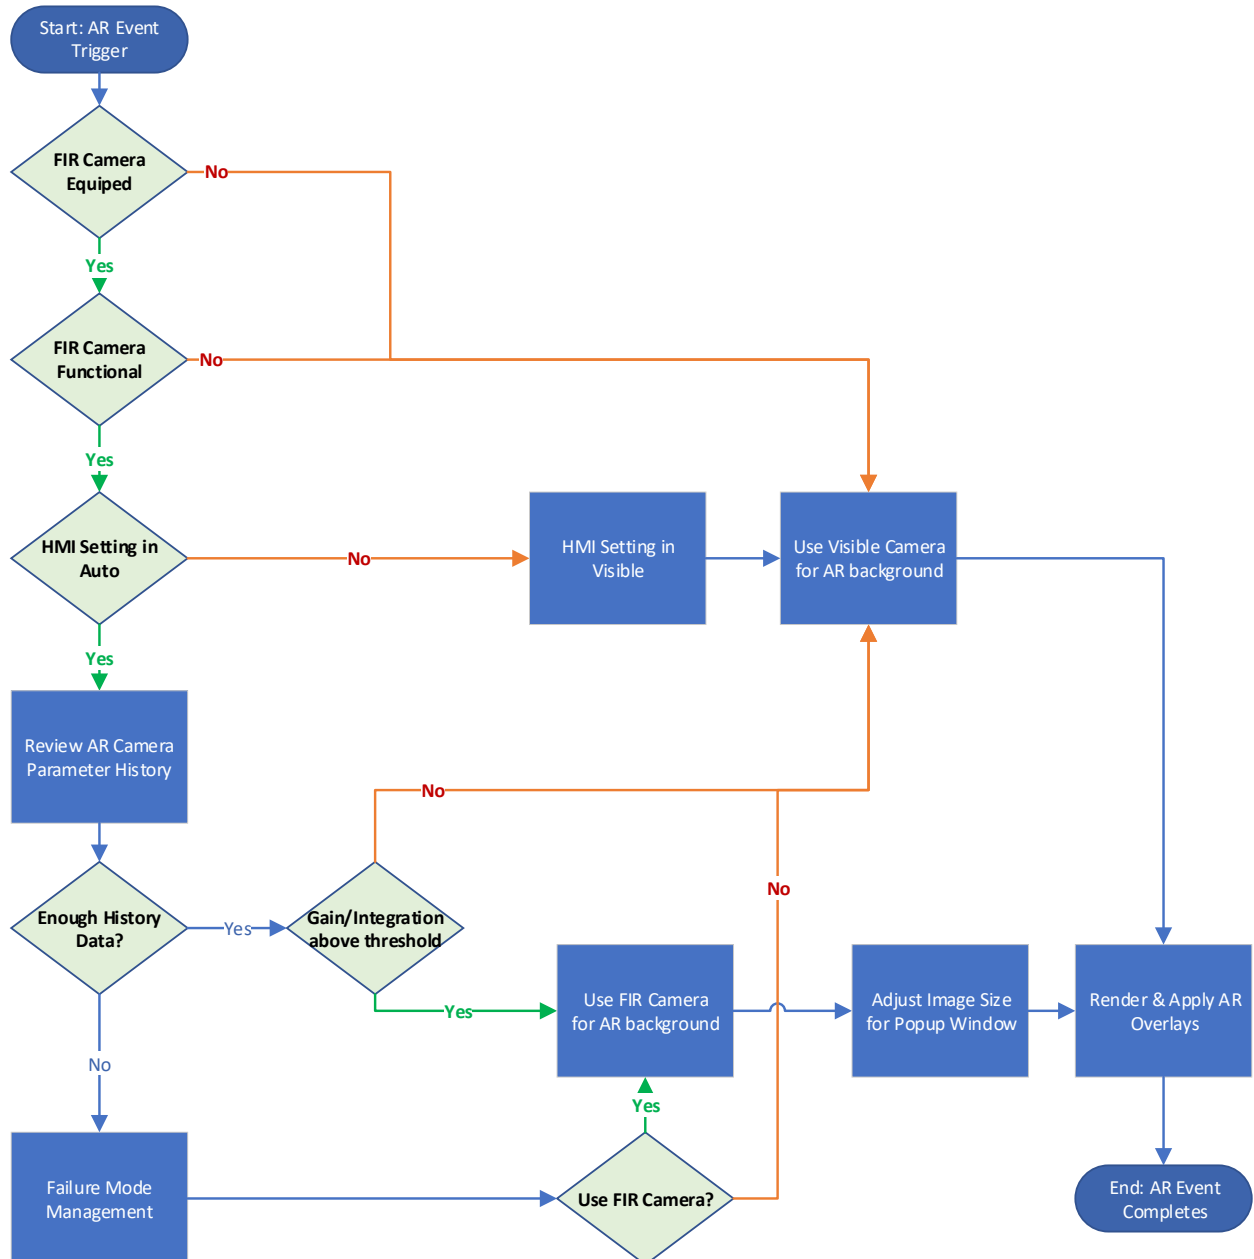 Start: AR Event
Trigger
FIR Camera
Equiped
No
Yes
FIR Camera
Functional
No
Yes
HMI Setting in
Auto
No
HMI Setting in
Visible
Use Visible Camera
for AR background
Yes
Review AR Camera
Parameter History
No
Enough History
Data?
Yes
Gain/Integration
above threshold
No
Yes
Use FIR Camera
for AR background
Adjust Image Size
for Popup Window
Render & Apply AR
Overlays
No
Yes
Failure Mode
Management
Use FIR Camera?
End: AR Event
Completes